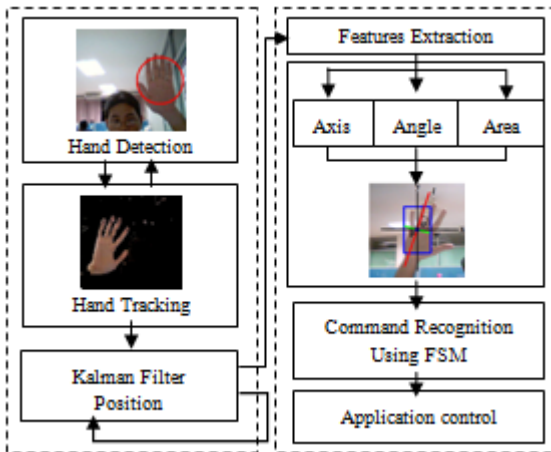 Hand Detection
Hand Tracking
Kalman Filter
Position
Features Extraction
Axis
Angle
Area
Command Recognition
Using FSM
Application control